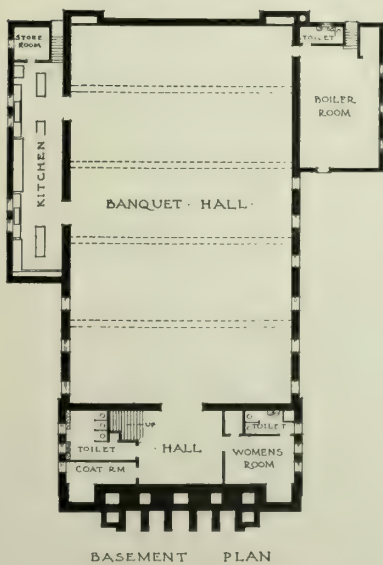 STORE
ROOM
TOILET
BOILER
ROOM
KITCHEN
BANQUET · HALL ·
UP
· HALL
TOILET
TOILET
WOMENS
ROOM
COAT RM
BASEMENT PLAN